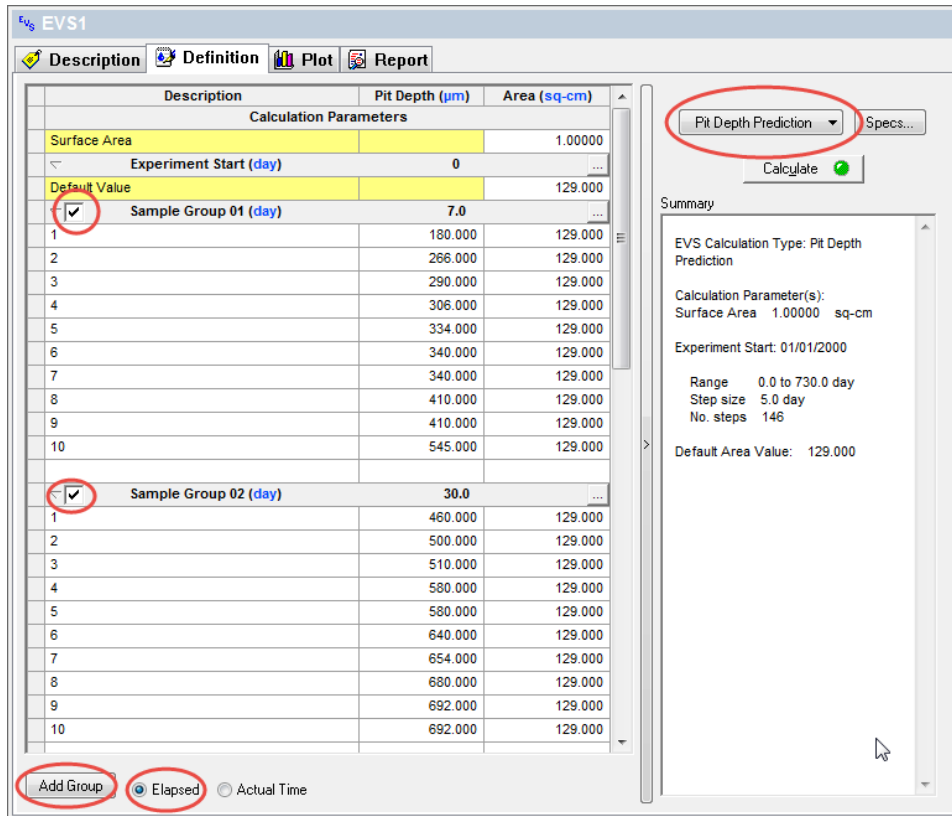 EVS EVS1
Description Definition Plot Report
Description Pit Depth (µm) Area (sq-cm)
Calculation Parameters
Surface Area 1.00000
Experiment Start (day) 0 ...
Default Value 129.000
Sample Group 01 (day) 7.0 ...
1 180.000 129.000
2 266.000 129.000
3 290.000 129.000
4 306.000 129.000
5 334.000 129.000
6 340.000 129.000
7 340.000 129.000
8 410.000 129.000
9 410.000 129.000
10 545.000 129.000
Sample Group 02 (day) 30.0 ...
1 460.000 129.000
2 500.000 129.000
3 510.000 129.000
4 580.000 129.000
5 580.000 129.000
6 640.000 129.000
7 654.000 129.000
8 680.000 129.000
9 692.000 129.000
10 692.000 129.000
Add Group Elapsed Actual Time
Pit Depth Prediction Specs...
Calculate
Summary
EVS Calculation Type: Pit Depth
Prediction
Calculation Parameter(s):
Surface Area 1.00000 sq-cm
Experiment Start: 01/01/2000
Range 0.0 to 730.0 day
Step size 5.0 day
No. steps 146
Default Area Value: 129.000